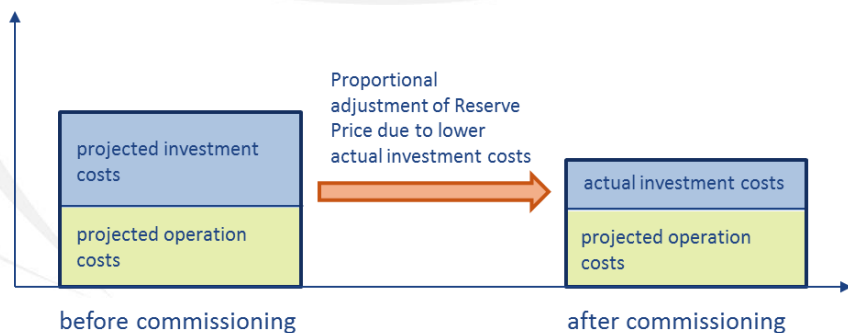 Proportional
adjustment of Reserve
Price due to lower
actual investment costs
projected investment
costs
projected operation
costs
actual investment costs
projected operation
costs
before commissioning
after commissioning